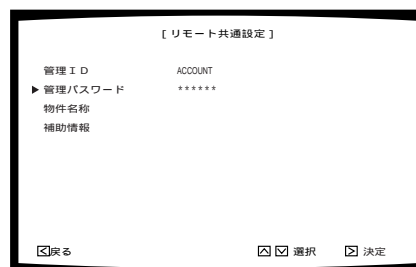 [リモート共通設定]
管理ID ACCOUNT
▶管理パスワード ******
物件名称
補助情報
<戻る ∧∨選択 >決定